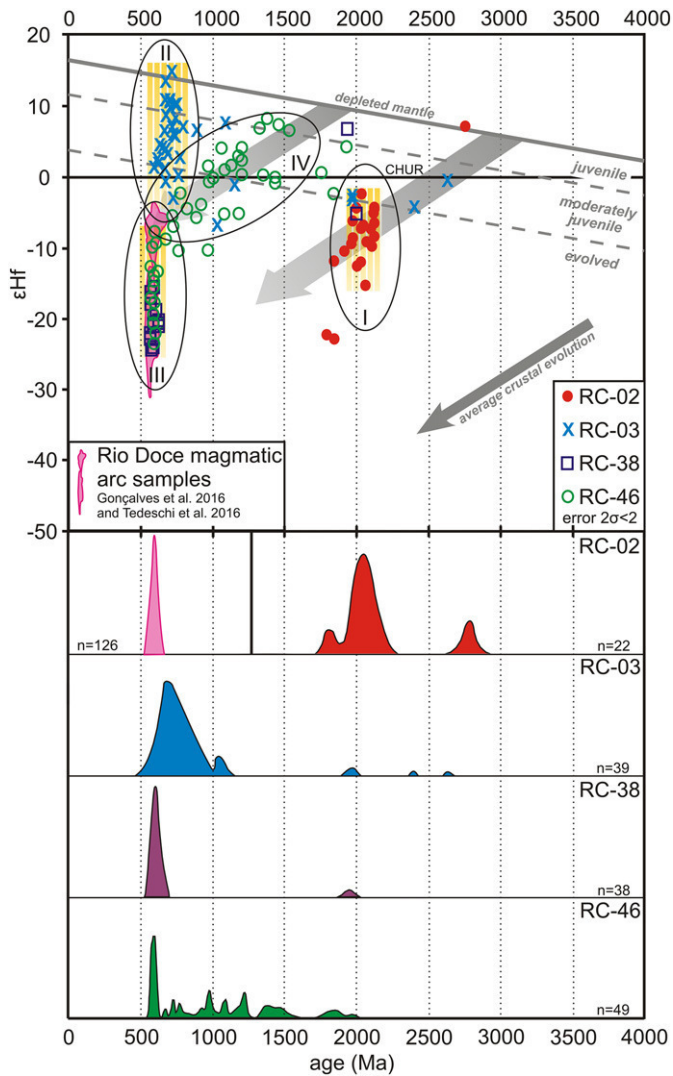 0 500 1000 1500 2000 2500 3000 3500 4000
20
10
0
-10
-20
-30
-40
-50
εHf
II
IV
I
III
depleted mantle
CHUR
juvenile
moderately
juvenile
evolved
average crustal evolution
RC-02
RC-03
RC-38
RC-46
error 2σ<2
Rio Doce magmatic
arc samples
Gonçalves et al. 2016
and Tedeschi et al. 2016
RC-02
n=126
n=22
RC-03
n=39
RC-38
n=38
RC-46
n=49
0 500 1000 1500 2000 2500 3000 3500 4000
age (Ma)